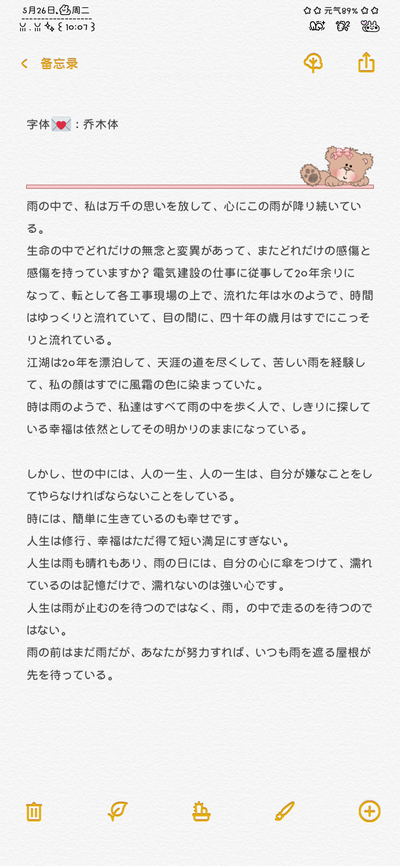 5月26日.周二
☆☆ 元气89% ☆☆
10:07
备忘录
字体💌：乔木体
雨の中で、私は万千の思いを放して、心にこの雨が降り続いてい
る。
生命の中でどれだけの無念と変異があって、またどれだけの感傷と
感傷を持っていますか？電気建設の仕事に従事して20年余りに
なって、転として各工事現場の上で、流れた年は水のようで、時間
はゆっくりと流れていて、目の間に、四十年の歳月はすでにこっそ
りと流れている。
江湖は20年を漂泊して、天涯の道を尽くして、苦しい雨を経験し
て、私の顔はすでに風霜の色に染まっていた。
時は雨のようで、私達はすべて雨の中を歩く人で、しきりに探して
いる幸福は依然としてその明かりのままになっている。
しかし、世の中には、人の一生、人の一生は、自分が嫌なことをし
てやらなければならないことをしている。
時には、簡単に生きているのも幸せです。
人生は修行、幸福はただ得て短い満足にすぎない。
人生は雨も晴れもあり、雨の日には、自分の心に傘をつけて、濡れ
ているのは記憶だけで、濡れないのは強い心です。
人生は雨が止むのを待つのではなく、雨，の中で走るのを待つので
はない。
雨の前はまだ雨だが、あなたが努力すれば、いつも雨を遮る屋根が
先を待っている。